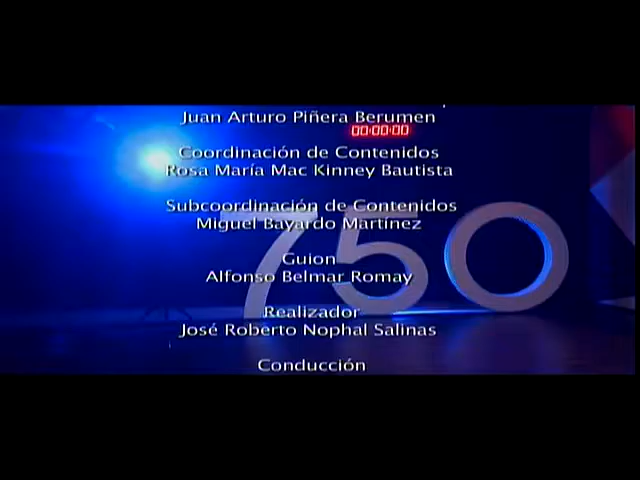 Juan Arturo Piñera Berumen
00:00:00
Coordinación de Contenidos
Rosa María Mac Kinney Bautista
Subcoordinación de Contenidos
Miguel Bayardo Martínez
750
Guion
Alfonso Belmar Romay
Realizador
José Roberto Nophal Salinas
Conducción